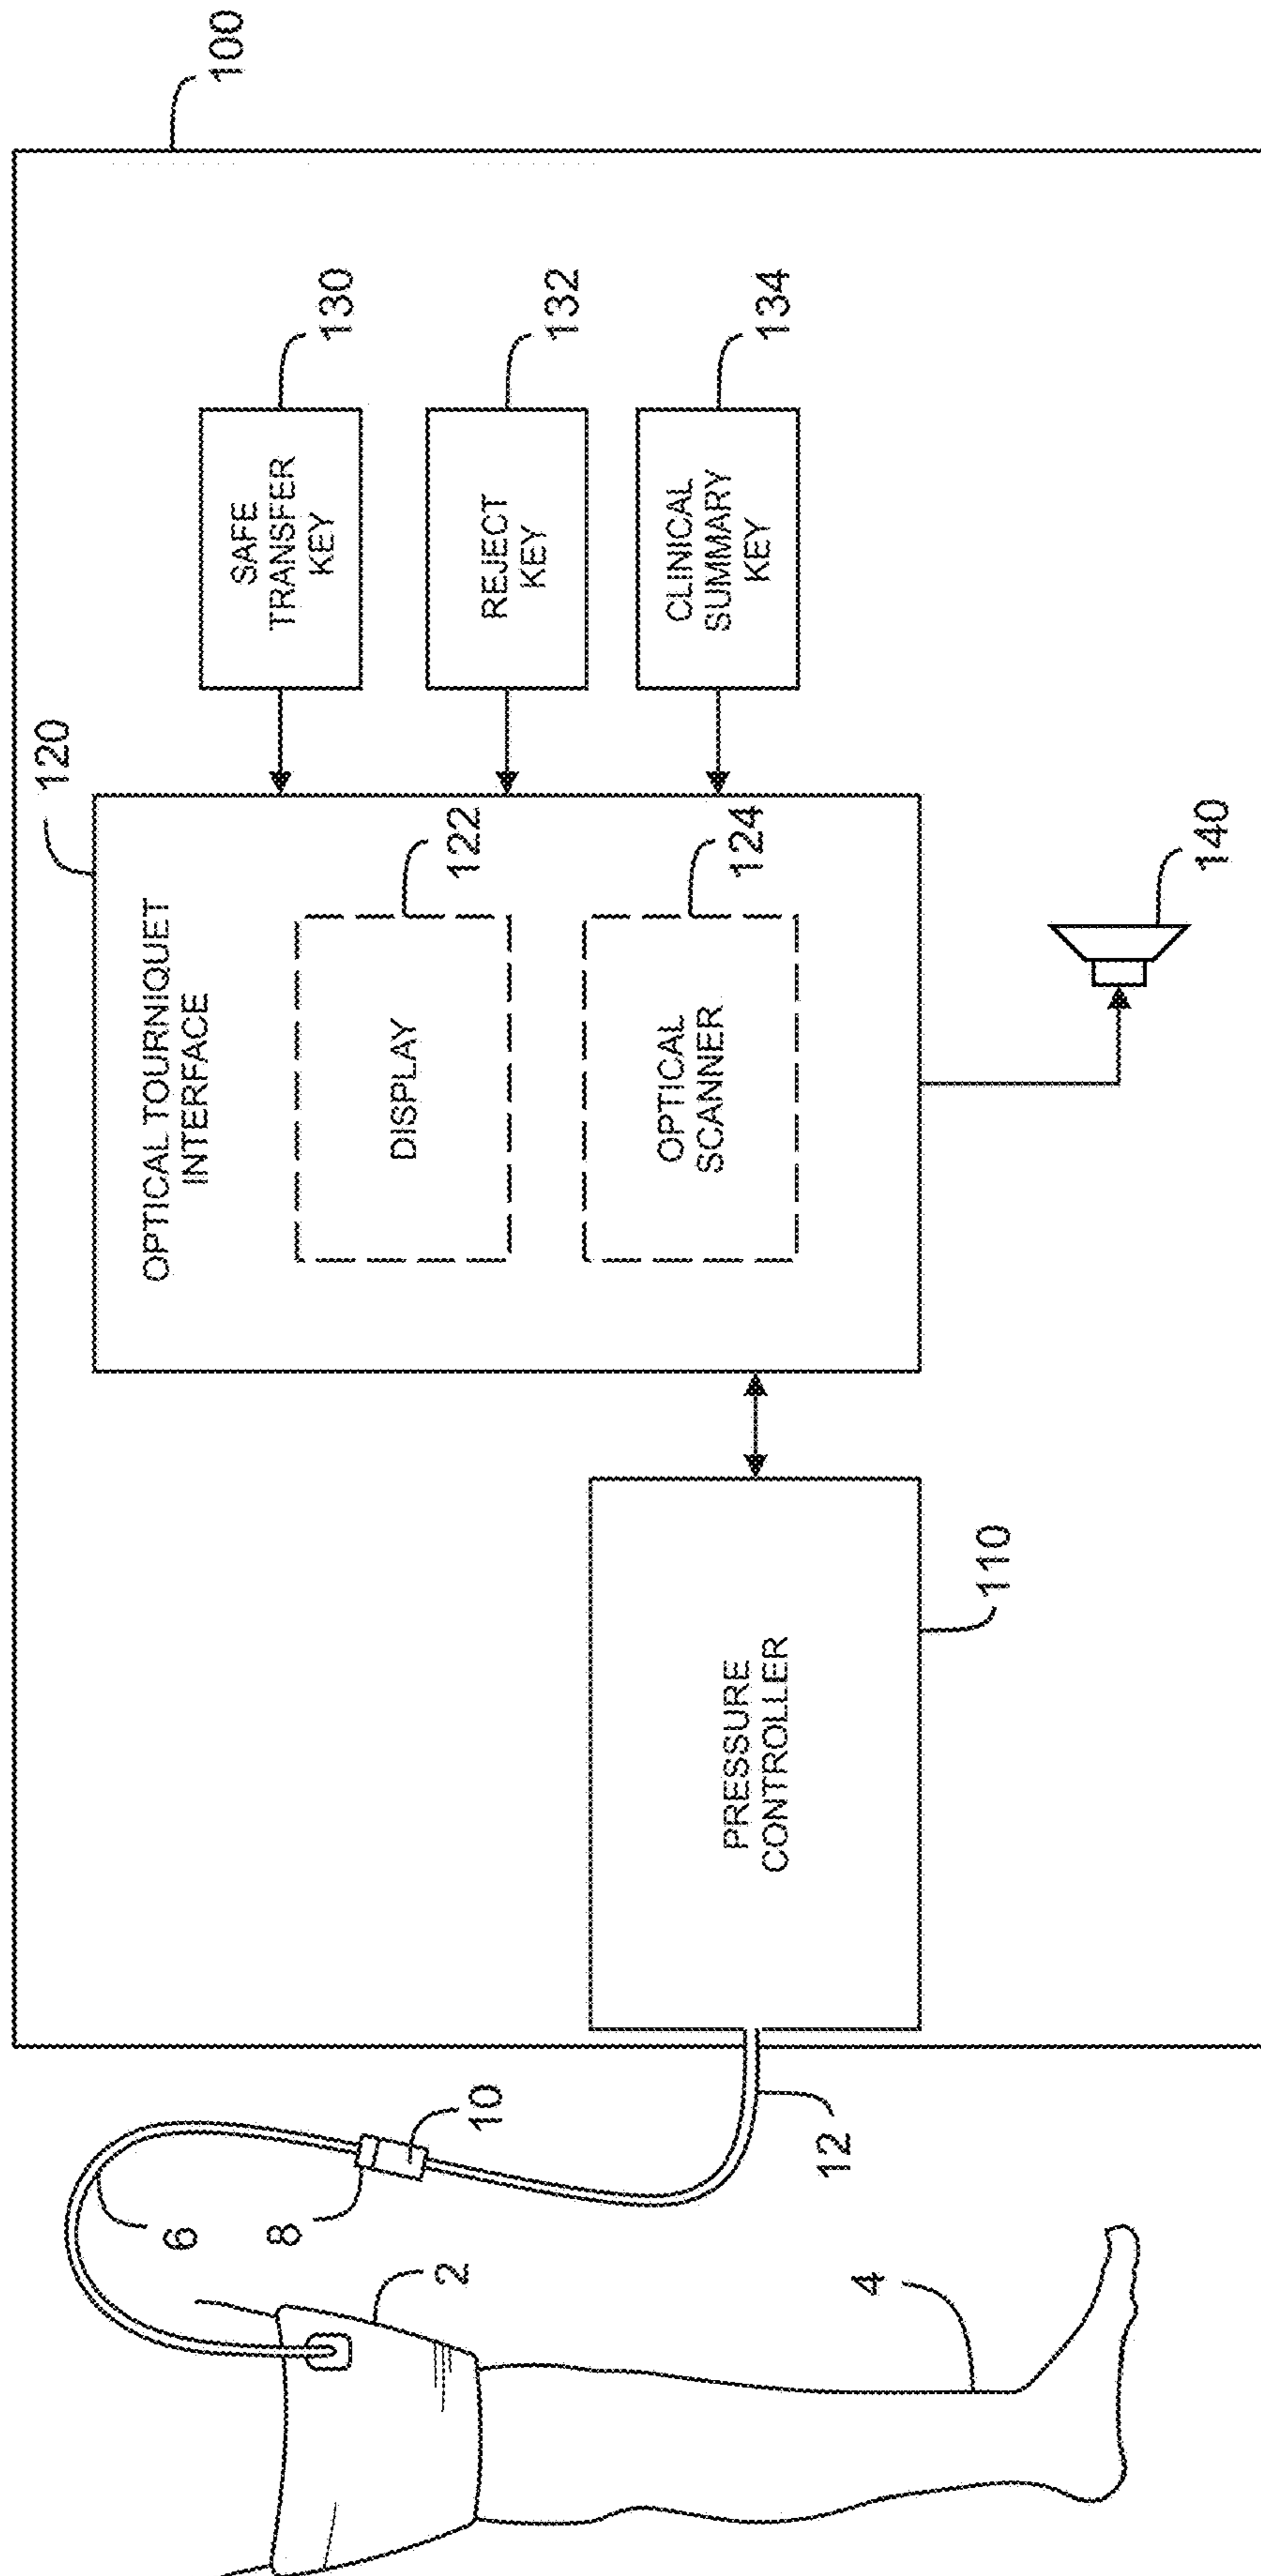 100
120
OPTICAL TOURNIQUET
INTERFACE
SAFE
TRANSFER
KEY
130
DISPLAY
122
REJECT
KEY
132
OPTICAL
SCANNER
124
CLINICAL
SUMMARY
KEY
134
6
8
10
2
PRESSURE
CONTROLLER
12
4
110
140